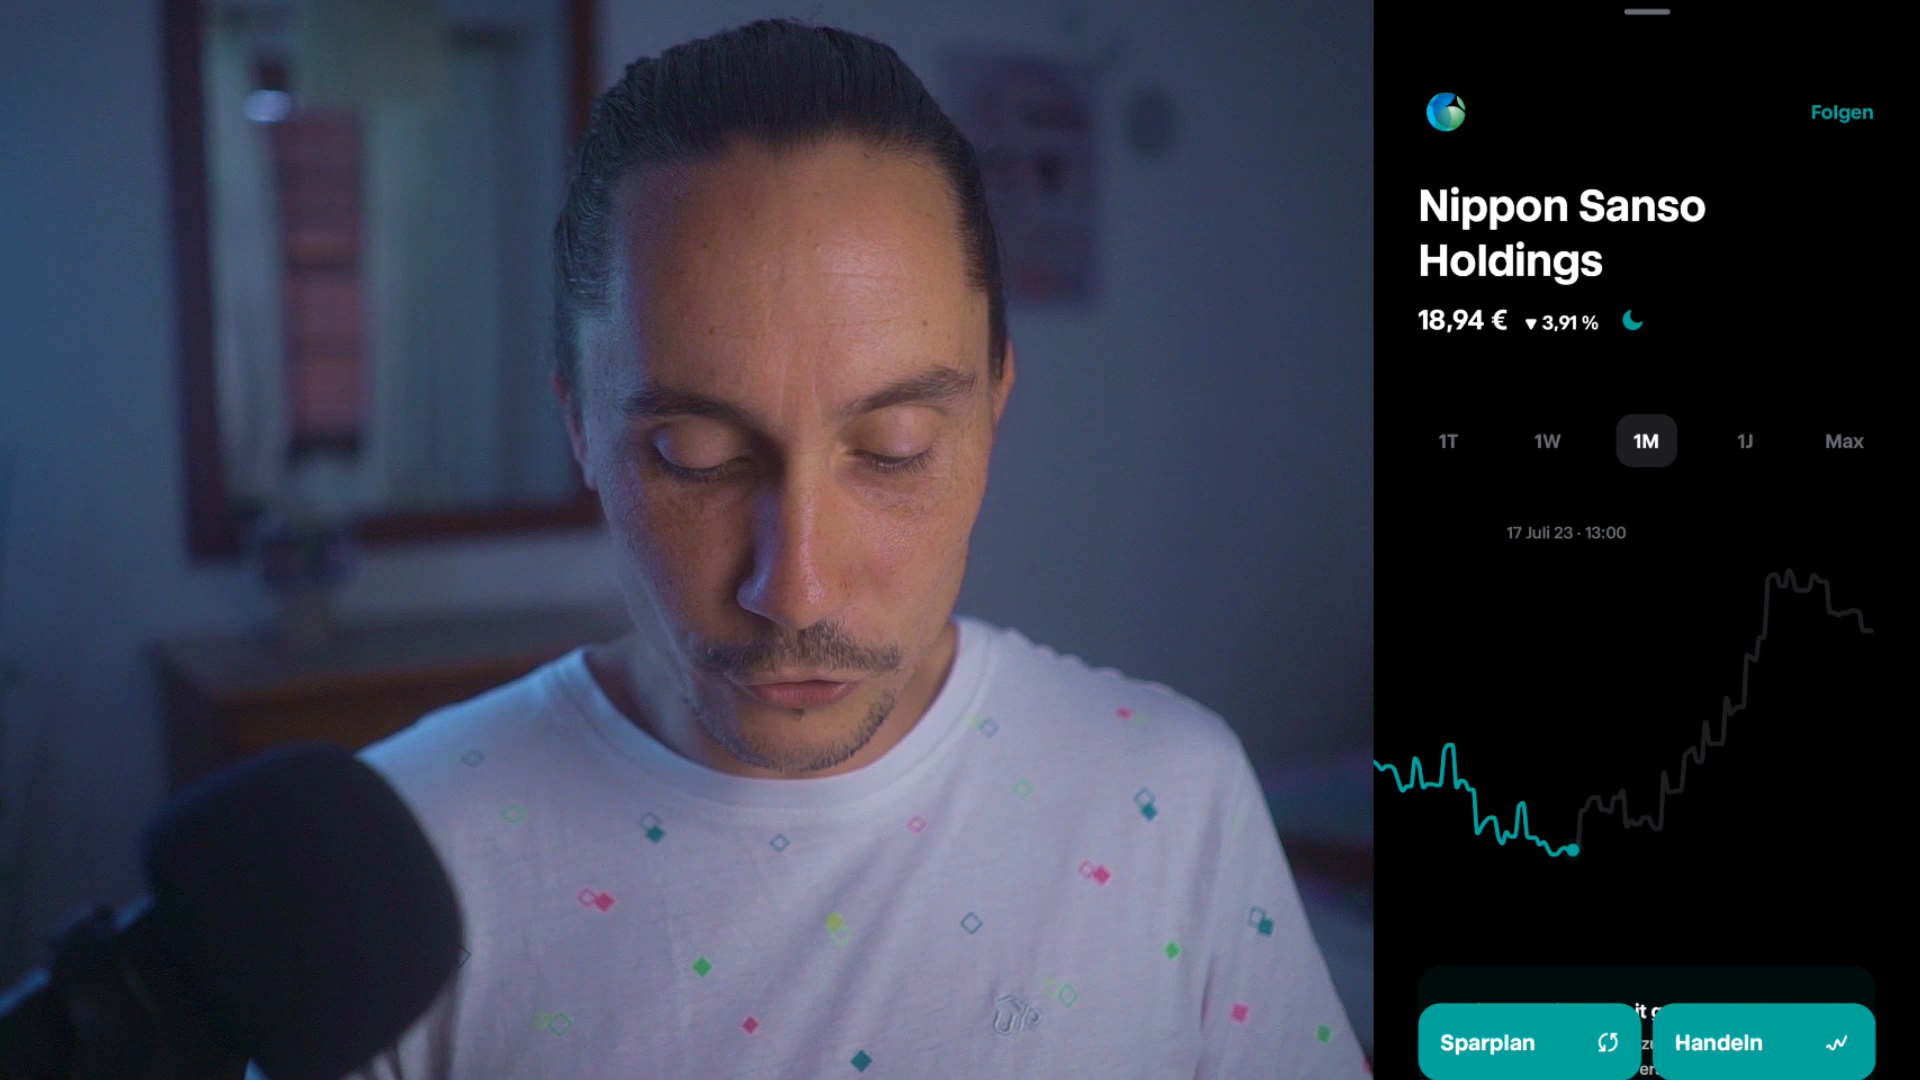 Folgen
Nippon Sanso
Holdings
18,94 € ▼ 3,91 %
1T 1W 1M 1J Max
17 Juli 23 · 13:00
it
Sparplan
Handeln